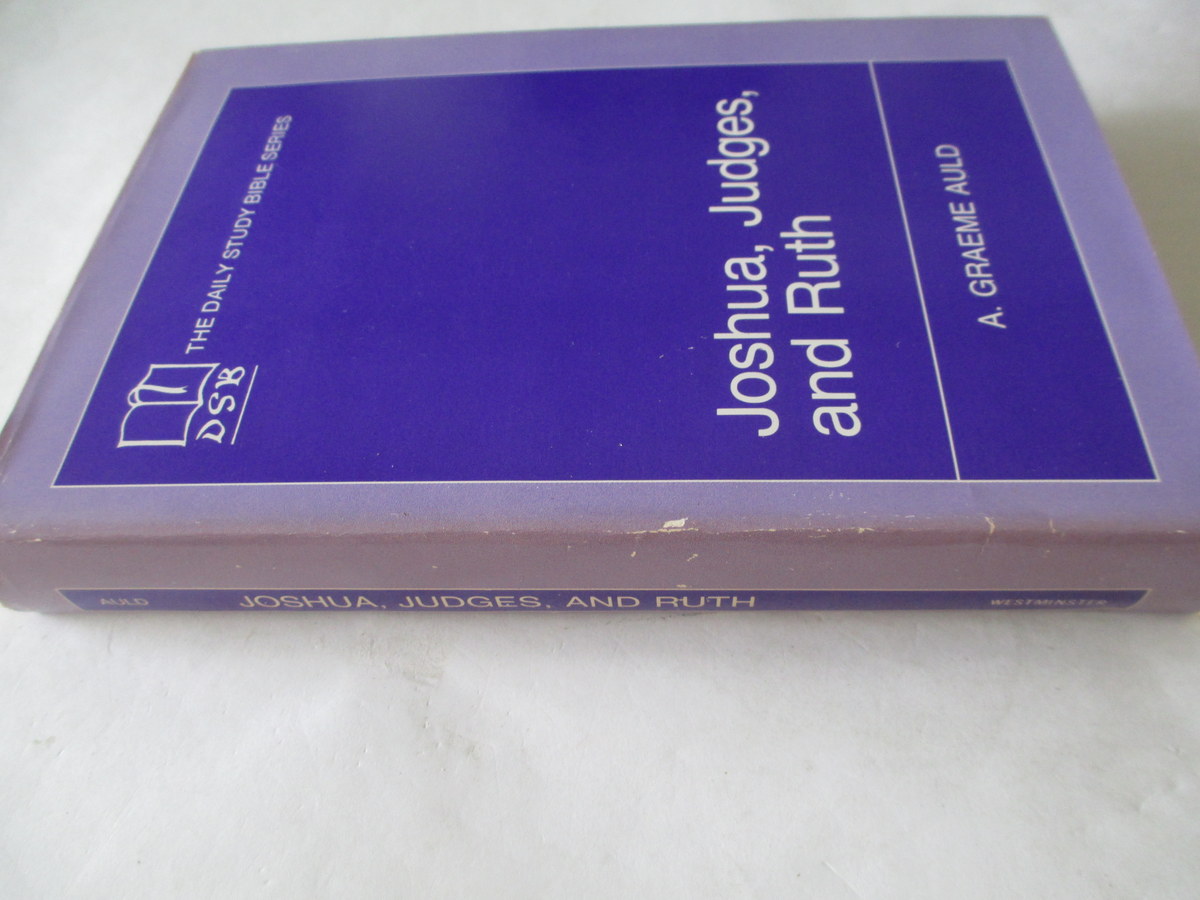 THE DAILY STUDY BIBLE SERIES
DSB
Joshua, Judges,
and Ruth
A. GRAEME AULD
AULD
JOSHUA, JUDGES, AND RUTH
WESTMINSTER